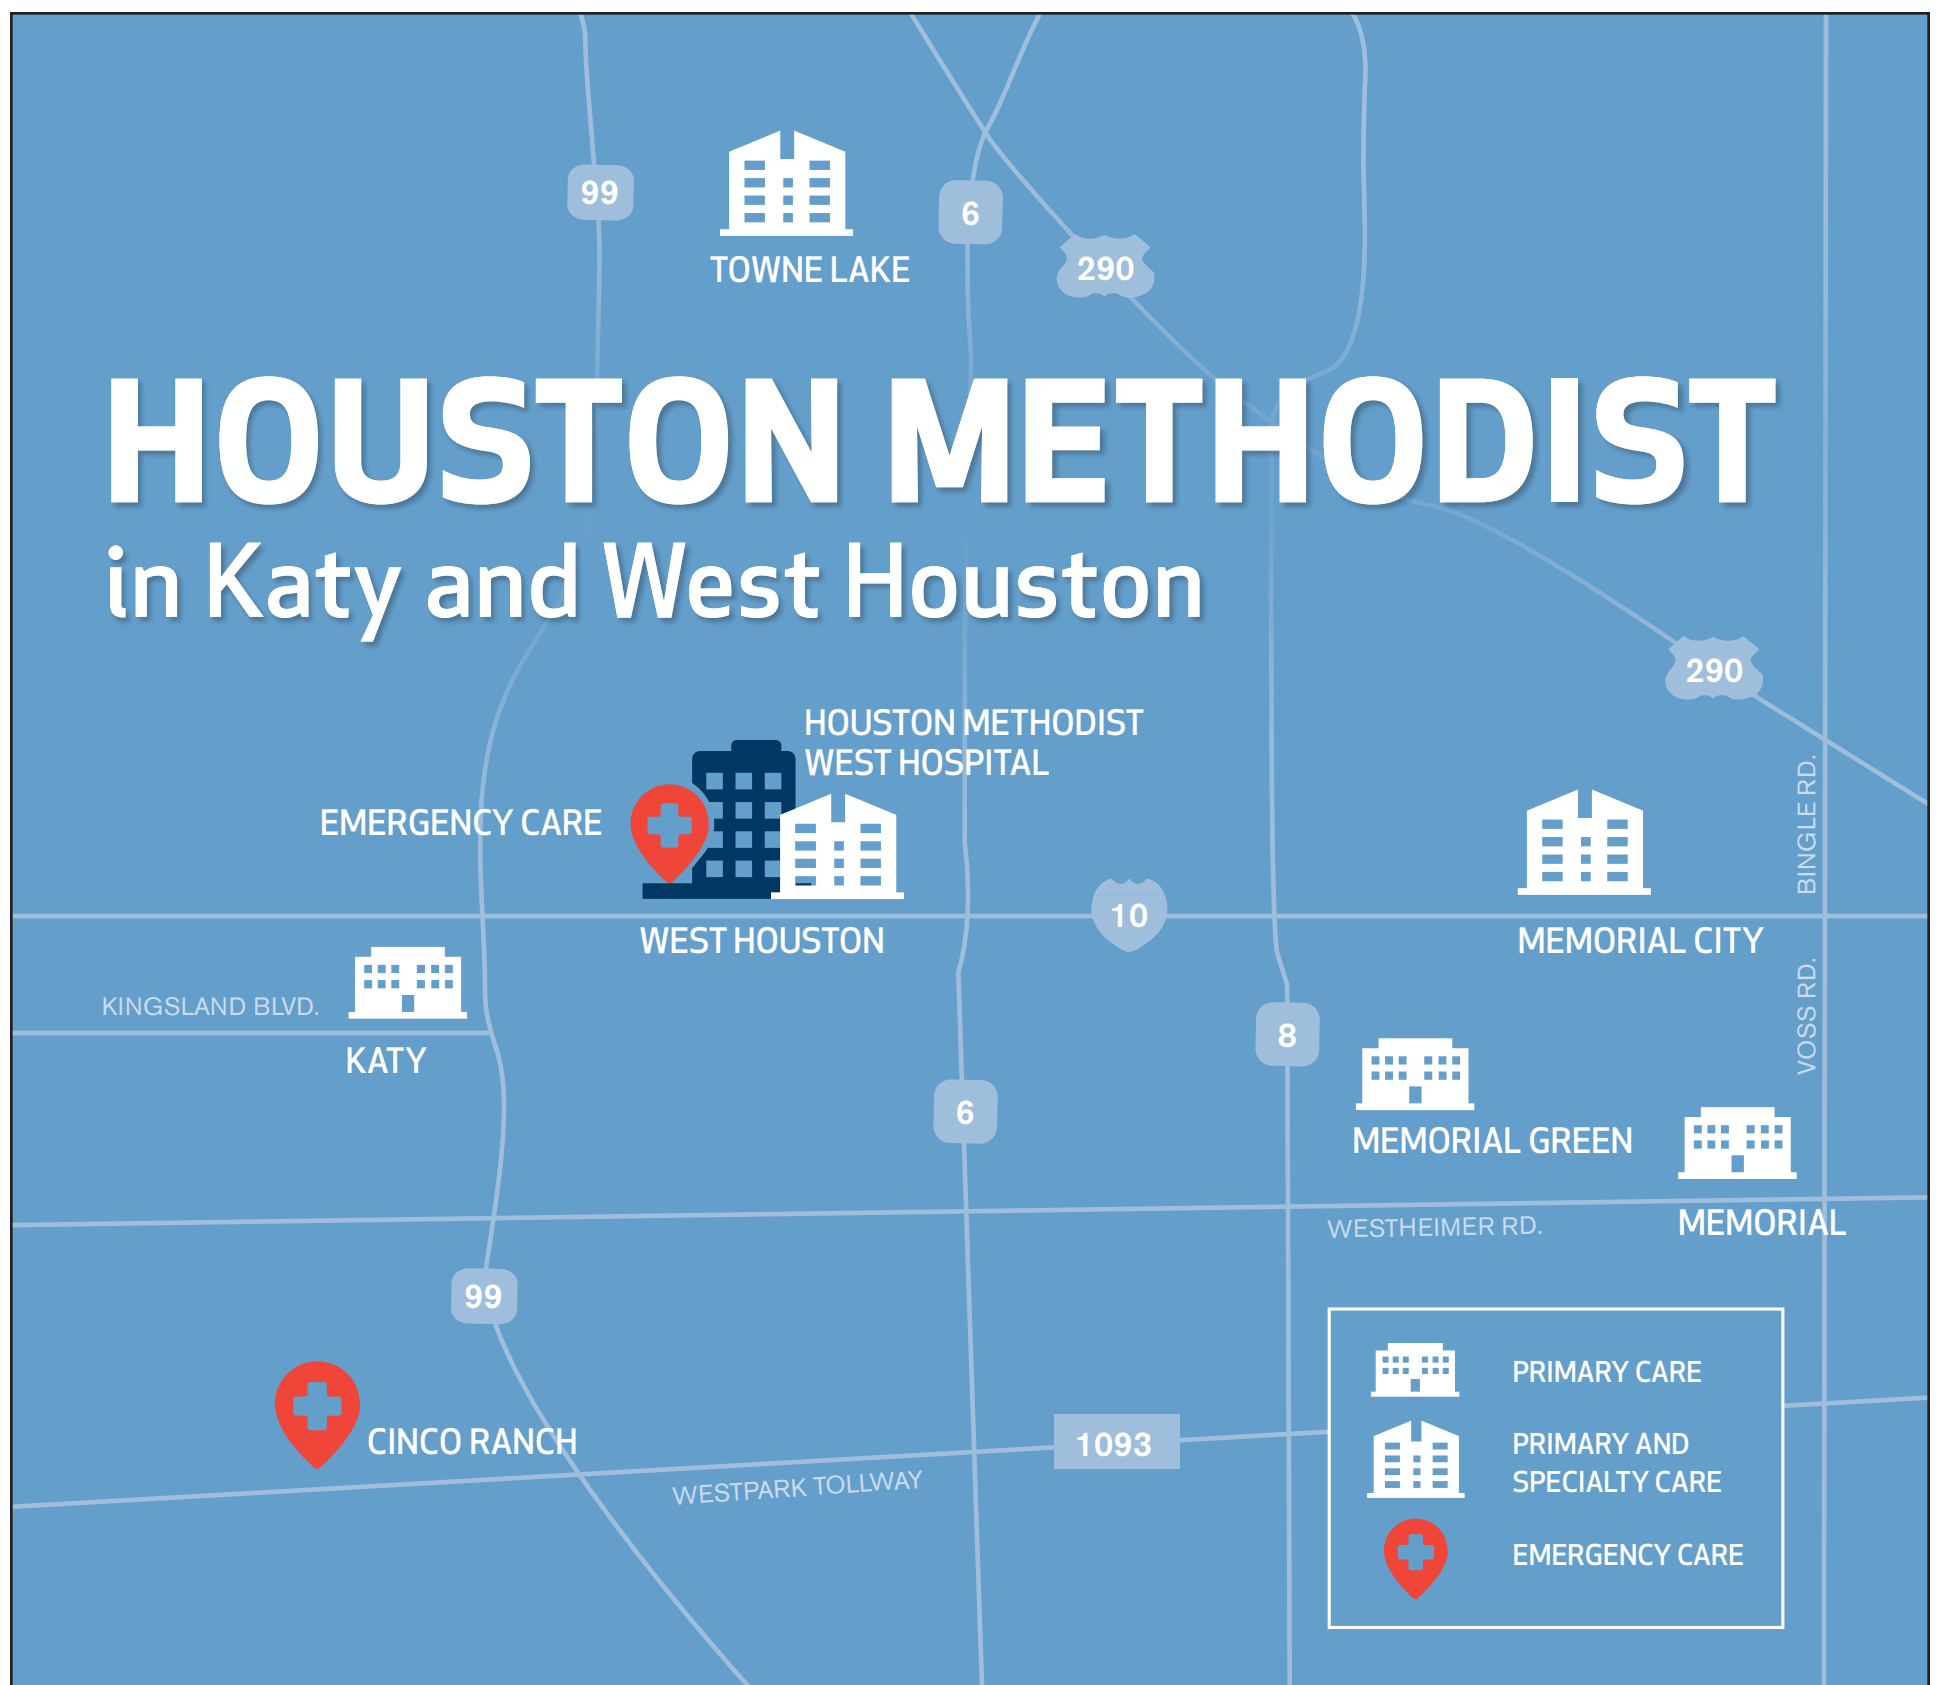 99
6
290
TOWNE LAKE
HOUSTON METHODIST
in Katy and West Houston
290
HOUSTON METHODIST
WEST HOSPITAL
EMERGENCY CARE
BINGLE RD.
10
WEST HOUSTON
MEMORIAL CITY
KINGSLAND BLVD.
KATY
VOSS RD.
8
6
MEMORIAL GREEN
MEMORIAL
WESTHEIMER RD.
99
CINCO RANCH
1093
WESTPARK TOLLWAY
PRIMARY CARE
PRIMARY AND
SPECIALTY CARE
EMERGENCY CARE